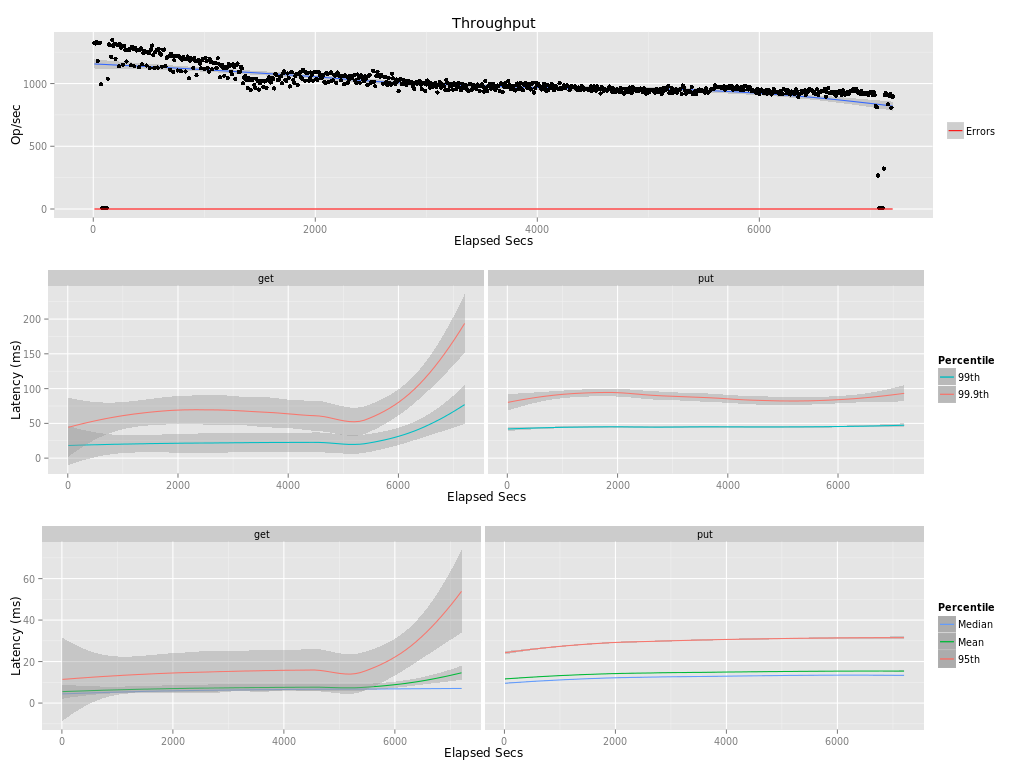 Throughput
Op/sec
1000
500
0
0 2000 4000 6000
Elapsed Secs
Errors
get put
Latency (ms)
200
150
100
50
0
0 2000 4000 6000 0 2000 4000 6000
Elapsed Secs
Percentile
99th
99.9th
get put
Latency (ms)
60
40
20
0
0 2000 4000 6000 0 2000 4000 6000
Elapsed Secs
Percentile
Median
Mean
95th